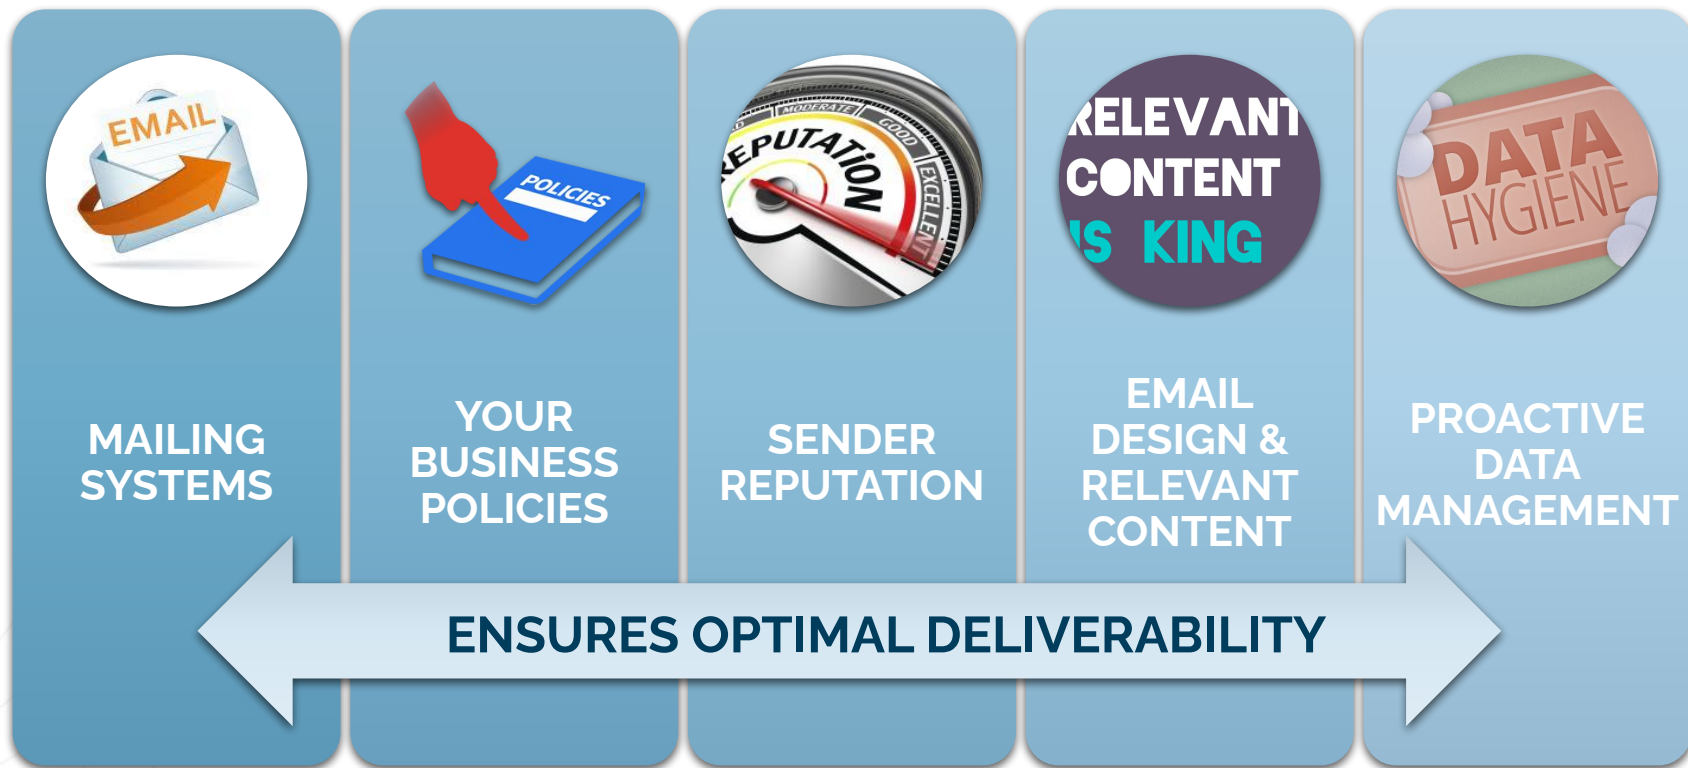 EMAIL
POLICIES
MODERATE
GOOD
EXCELLENT
REPUTATiON
RELEVANT
CONTENT
IS KING
DATA
HYGIENE
MAILING
SYSTEMS
YOUR
BUSINESS
POLICIES
SENDER
REPUTATION
EMAIL
DESIGN &
RELEVANT
CONTENT
PROACTIVE
DATA
MANAGEMENT
ENSURES OPTIMAL DELIVERABILITY